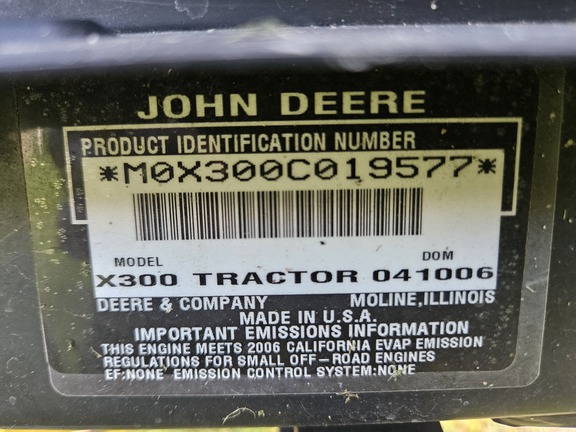 JOHN DEERE
PRODUCT IDENTIFICATION NUMBER
*M0X300C019577*
MODEL DOM
X300 TRACTOR 041006
DEERE & COMPANY MOLINE, ILLINOIS
MADE IN U.S.A.
IMPORTANT EMISSIONS INFORMATION
THIS ENGINE MEETS 2006 CALIFORNIA EVAP EMISSION
REGULATIONS FOR SMALL OFF-ROAD ENGINES
EF:NONE EMISSION CONTROL SYSTEM:NONE